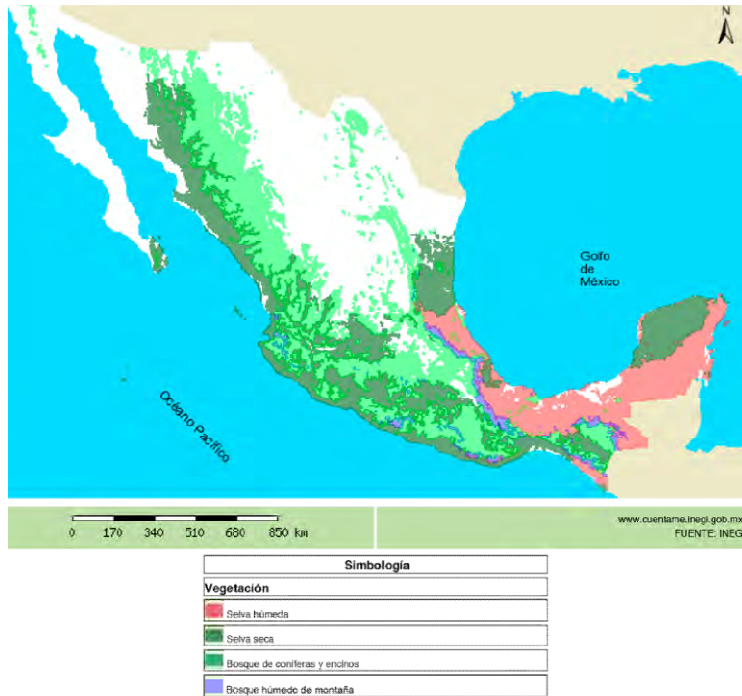 N
Golfo
de
México
Océano Pacífico
0 170 340 510 680 850 km
www.cuentame.inegi.gob.mx
FUENTE: INEGI
Simbología
Vegetación
Selva húmeda
Selva seca
Bosque de coníferas y encinos
Bosque húmedo de montaña